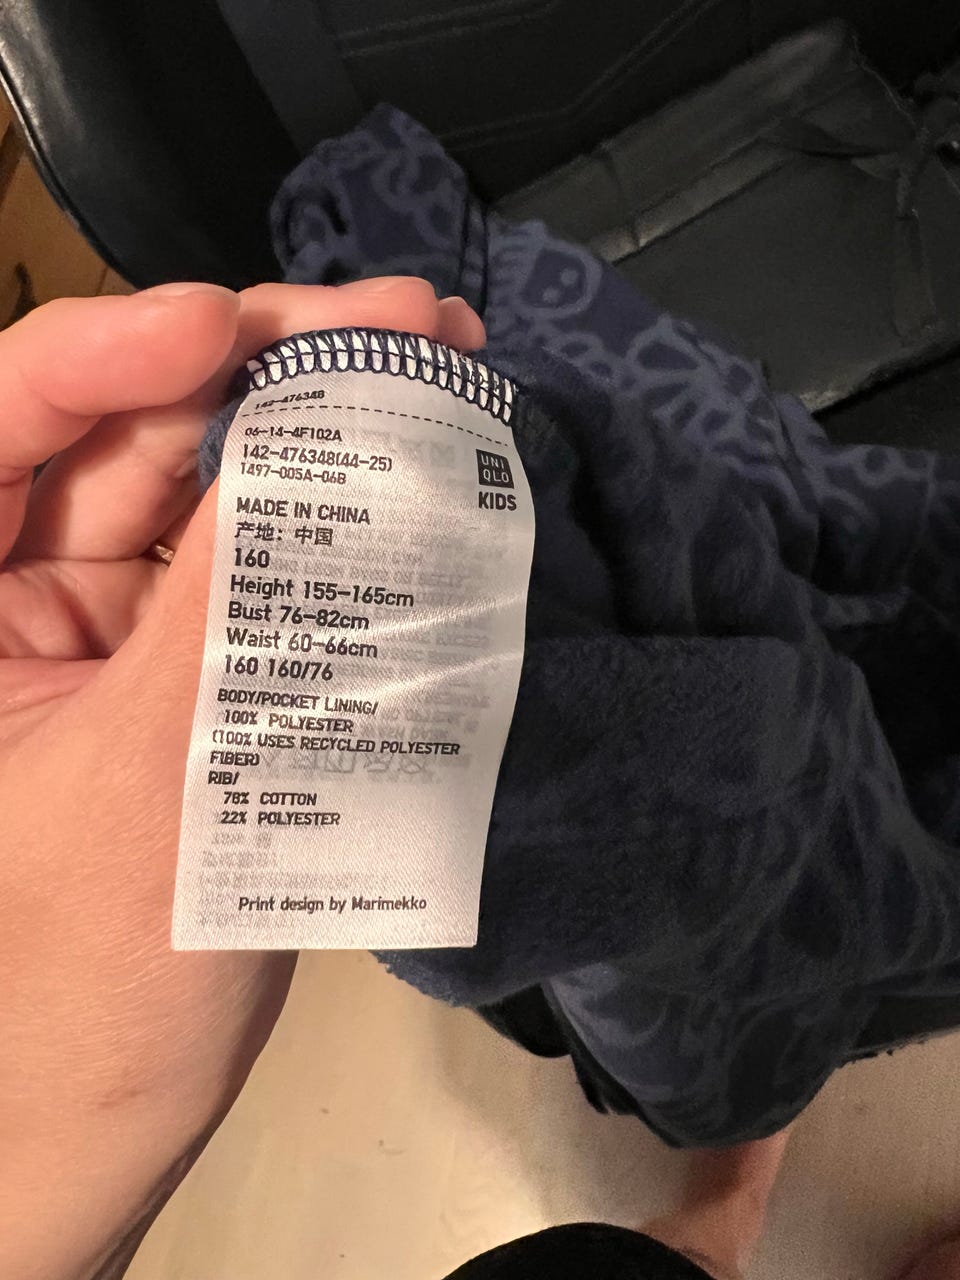 142-476348
06-14-4F102A
142-476348(44-25)
1497-005A-06B
UNI
QLO
KIDS
MADE IN CHINA
产地：中国
160
Height 155-165cm
Bust 76-82cm
Waist 60-66cm
160 160/76
BODY/POCKET LINING/
100% POLYESTER
(100% USES RECYCLED POLYESTER
FIBER)
RIB/
78% COTTON
22% POLYESTER
Print design by Marimekko